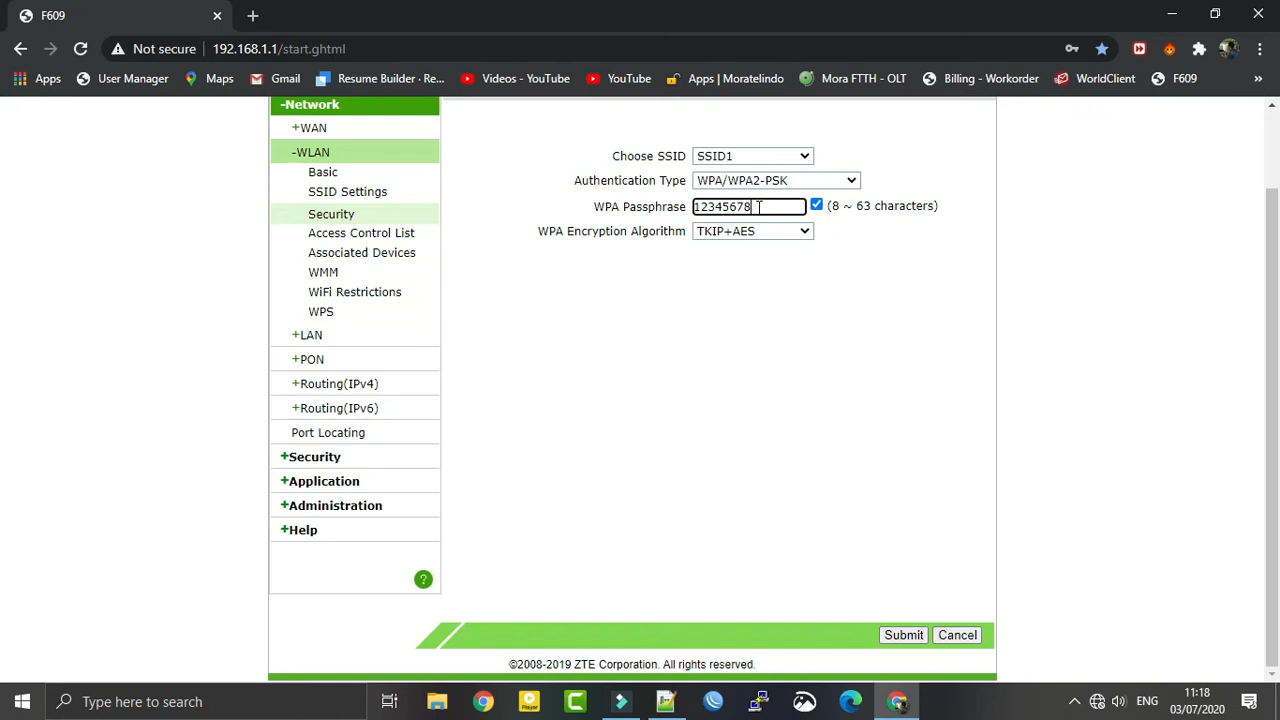 F609
Not secure 192.168.1.1/start.ghtml
Apps User Manager Maps Gmail Resume Builder · Re... Videos - YouTube YouTube Apps | Moratelindo Mora FTTH - OLT Billing - Workorder WorldClient F609 »
-Network
+WAN
-WLAN
Basic
SSID Settings
Security
Access Control List
Associated Devices
WMM
WiFi Restrictions
WPS
+LAN
+PON
+Routing(IPv4)
+Routing(IPv6)
Port Locating
+Security
+Application
+Administration
+Help
?
Choose SSID SSID1
Authentication Type WPA/WPA2-PSK
WPA Passphrase 12345678 (8 ~ 63 characters)
WPA Encryption Algorithm TKIP+AES
Submit Cancel
©2008-2019 ZTE Corporation. All rights reserved.
Type here to search
Player
ENG
11:18
03/07/2020